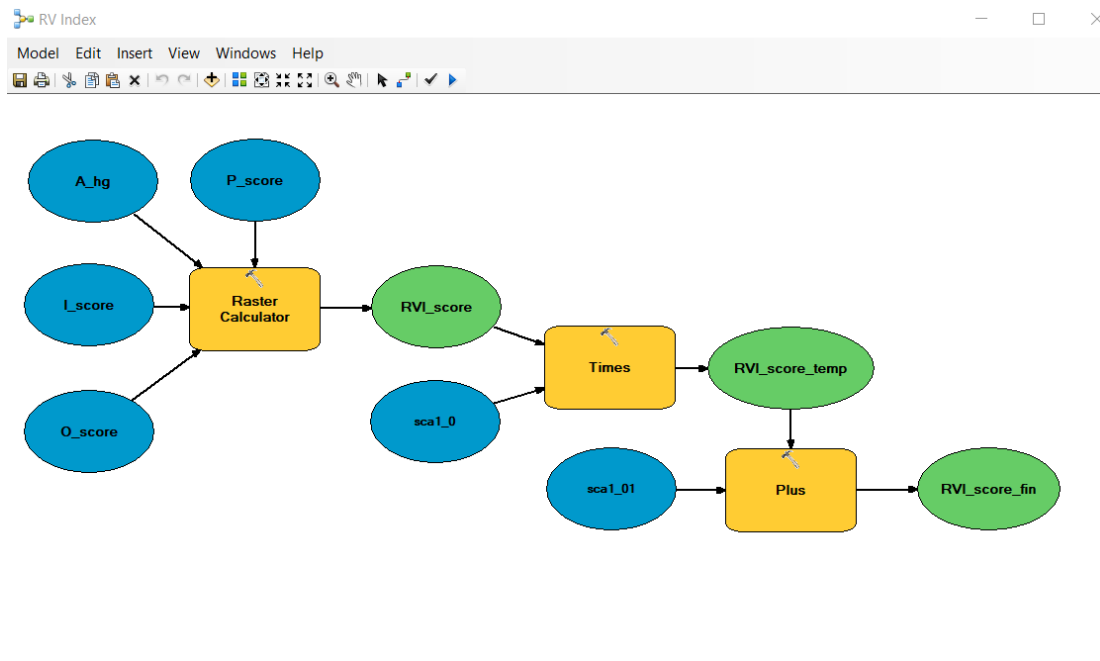 RV Index
Model Edit Insert View Windows Help
A_hg
P_score
I_score
Raster
Calculator
RVI_score
O_score
Times
RVI_score_temp
sca1_0
sca1_01
Plus
RVI_score_fin